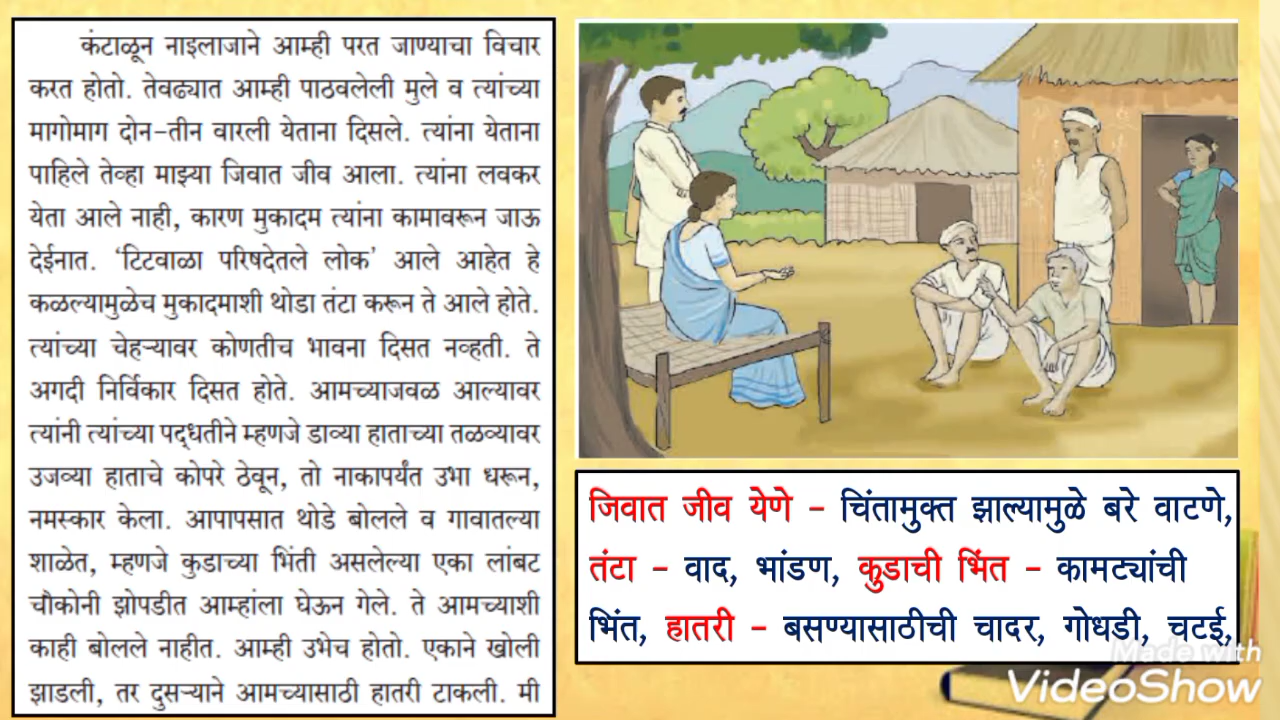 कंटाळून नाइलाजाने आम्ही परत जाण्याचा विचार
करत होतो. तेवढ्यात आम्ही पाठवलेली मुले व त्यांच्या
मागोमाग दोन-तीन वारली येताना दिसले. त्यांना येताना
पाहिले तेव्हा माझ्या जिवात जीव आला. त्यांना लवकर
येता आले नाही, कारण मुकादम त्यांना कामावरून जाऊ
देईनात. ‘टिटवाळा परिषदेतले लोक’ आले आहेत हे
कळल्यामुळेच मुकादमाशी थोडा तंटा करून ते आले होते.
त्यांच्या चेहऱ्यावर कोणतीच भावना दिसत नव्हती. ते
अगदी निर्विकार दिसत होते. आमच्याजवळ आल्यावर
त्यांनी त्यांच्या पद्धतीने म्हणजे डाव्या हाताच्या तळव्यावर
उजव्या हाताचे कोपरे ठेवून, तो नाकापर्यंत उभा धरून,
नमस्कार केला. आपापसात थोडे बोलले व गावातल्या
शाळेत, म्हणजे कुडाच्या भिंती असलेल्या एका लांबट
चौकोनी झोपडीत आम्हांला घेऊन गेले. ते आमच्याशी
काही बोलले नाहीत. आम्ही उभेच होतो. एकाने खोली
झाडली, तर दुसऱ्याने आमच्यासाठी हातरी टाकली. मी
जिवात जीव येणे - चिंतामुक्त झाल्यामुळे बरे वाटणे,
तंटा - वाद, भांडण, कुडाची भिंत - कामट्यांची
भिंत, हातरी - बसण्यासाठीची चादर, गोधडी, चटई,
Made with
VideoShow